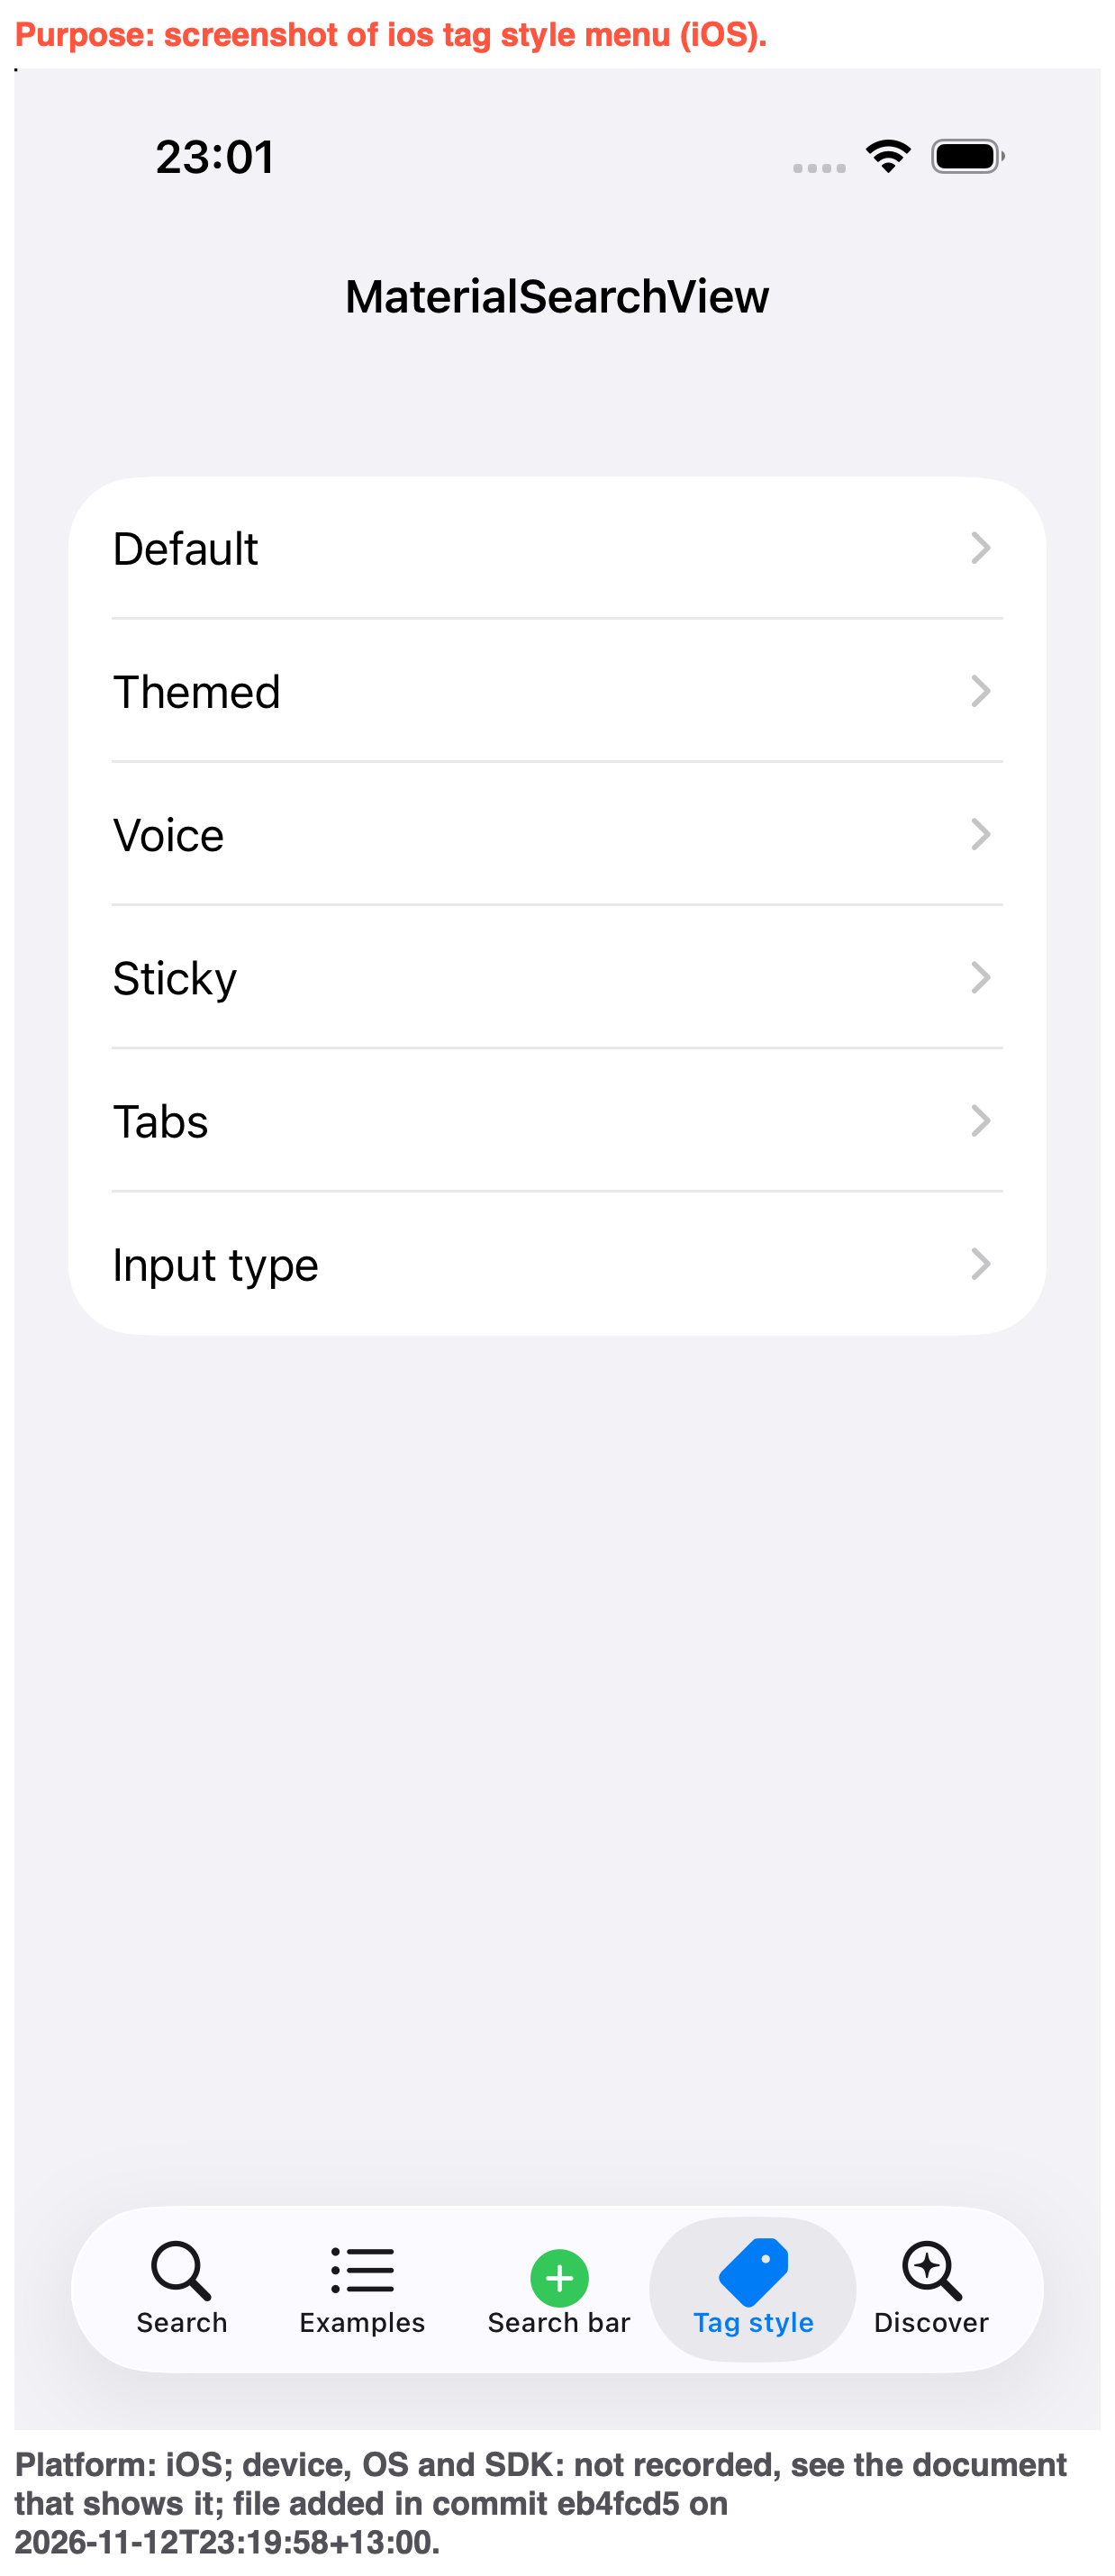 Purpose: screenshot of ios tag style menu (iOS).
23:01
MaterialSearchView
Default
Themed
Voice
Sticky
Tabs
Input type
Search
Examples
Search bar
Tag style
Discover
Platform: iOS; device, OS and SDK: not recorded, see the document
that shows it; file added in commit eb4fcd5 on
2026-11-12T23:19:58+13:00.